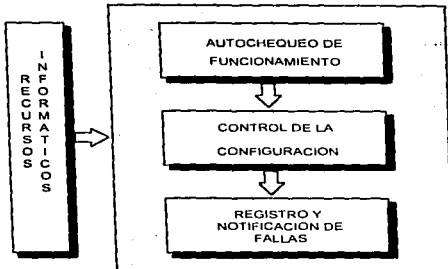 RECURSOS
INFORMATICOS
AUTOCHEQUEO DE
FUNCIONAMIENTO
CONTROL DE LA
CONFIGURACION
REGISTRO Y
NOTIFICACION DE
FALLAS